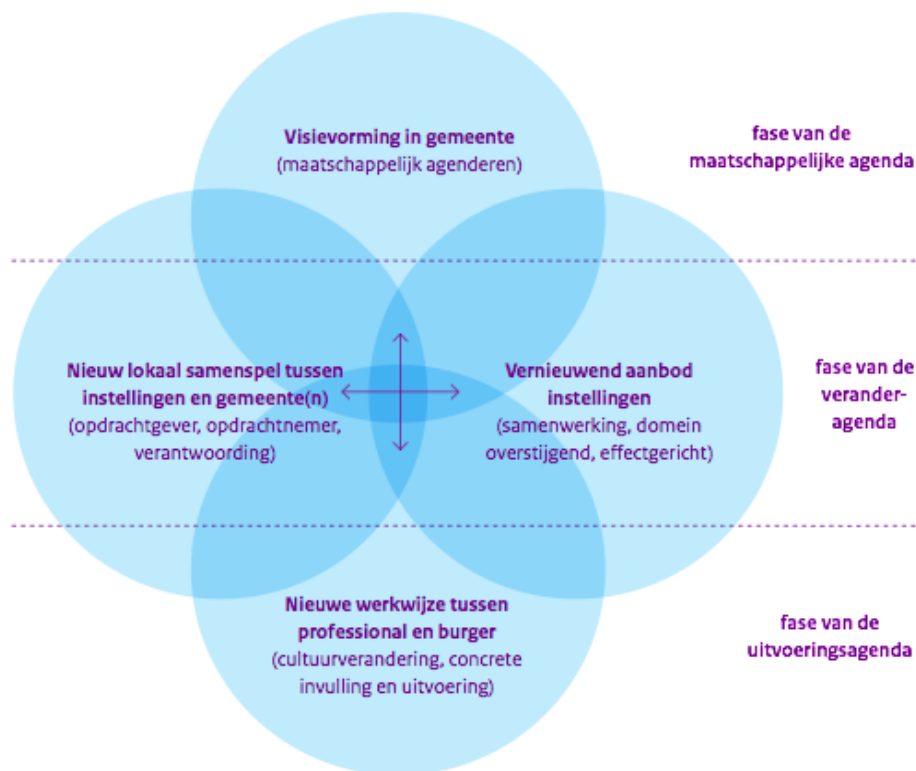 Visievorming in gemeente
(maatschappelijk agenderen)
fase van de
maatschappelijke agenda
Nieuw lokaal samenspel tussen
instellingen en gemeente(n)
(opdrachtgever, opdrachtnemer,
verantwoording)
Vernieuwend aanbod
instellingen
(samenwerking, domein
overstijgend, effectgericht)
fase van de
verander-
agenda
Nieuwe werkwijze tussen
professional en burger
(cultuurverandering, concrete
invulling en uitvoering)
fase van de
uitvoeringsagenda